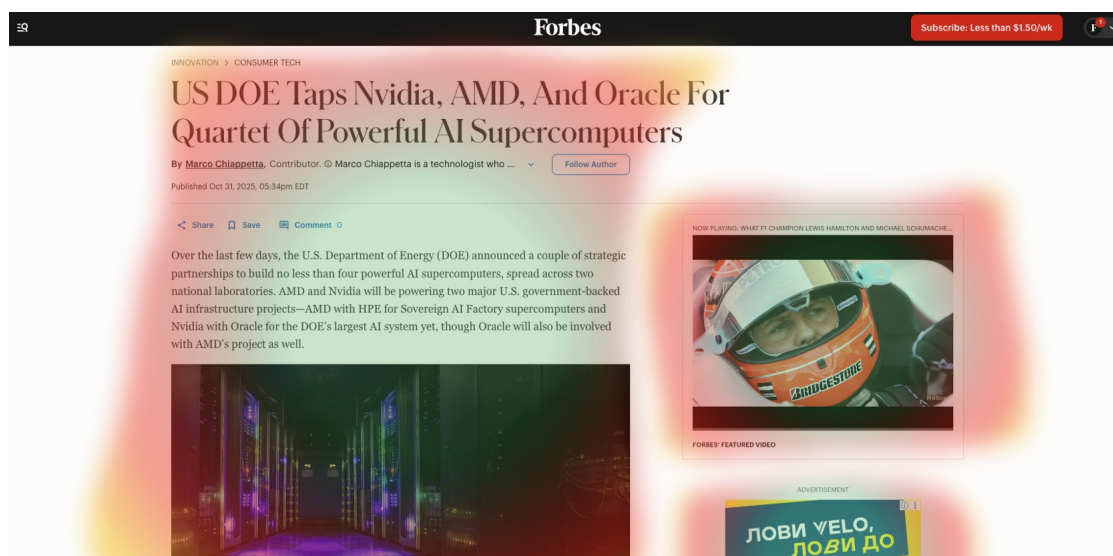 Forbes
Subscribe: Less than $1.50/wk
1
INNOVATION > CONSUMER TECH
US DOE Taps Nvidia, AMD, And Oracle For
Quartet Of Powerful AI Supercomputers
By Marco Chiappetta, Contributor. Marco Chiappetta is a technologist who ...
Follow Author
Published Oct 31, 2025, 05:34pm EDT
Share Save Comment 0
Over the last few days, the U.S. Department of Energy (DOE) announced a couple of strategic
partnerships to build no less than four powerful AI supercomputers, spread across two
national laboratories. AMD and Nvidia will be powering two major U.S. government-backed
AI infrastructure projects—AMD with HPE for Sovereign AI Factory supercomputers and
Nvidia with Oracle for the DOE's largest AI system yet, though Oracle will also be involved
with AMD's project as well.
NOW PLAYING: WHAT F1 CHAMPION LEWIS HAMILTON AND MICHAEL SCHUMACHE...
BRIDGESTONE
Forbes
FORBES' FEATURED VIDEO
ADVERTISEMENT
ЛОВИ VELO,
ЛОВИ ДО